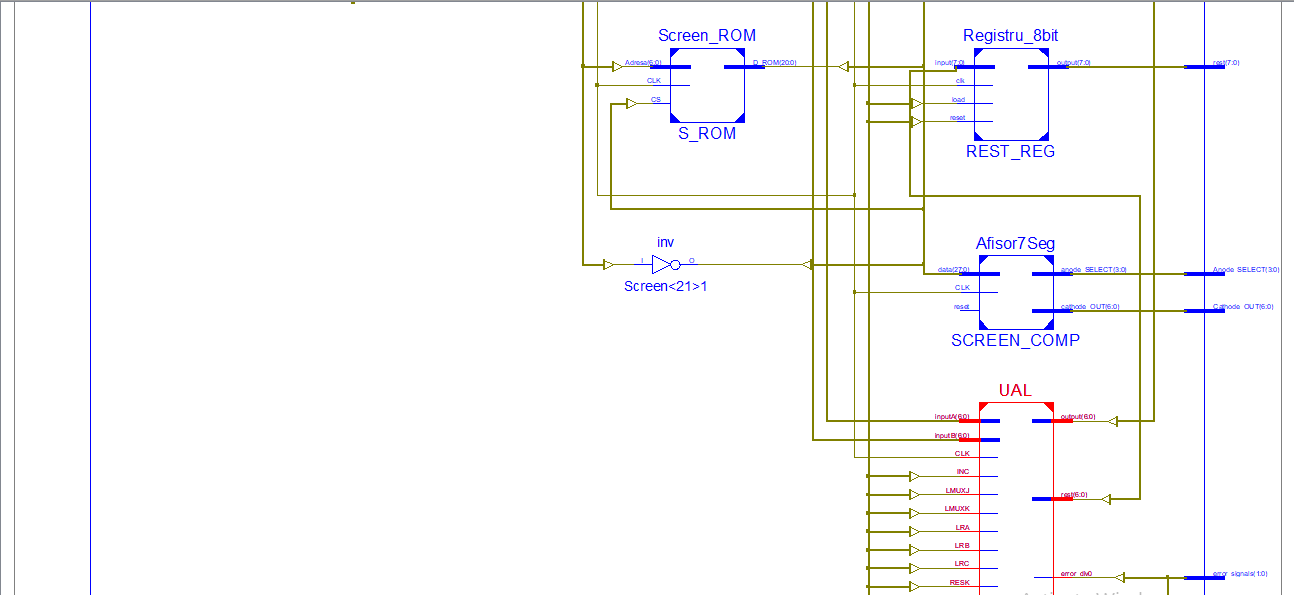 Screen_ROM
Adresa(6:0)
D_ROM(20:0)
CLK
CS
S_ROM
Registru_8bit
input(7:0)
output(7:0)
clk
load
reset
REST_REG
rest(7:0)
inv
I
O
Screen<21>1
Afisor7Seg
data(27:0)
anode_SELECT(3:0)
CLK
reset
cathode_OUT(6:0)
SCREEN_COMP
Anode_SELECT(3:0)
Cathode_OUT(6:0)
UAL
inputA(6:0)
output(6:0)
inputB(6:0)
CLK
INC
LMUXJ
rest(6:0)
LMUXK
LRA
LRB
LRC
error_div0
RESK
error_signals(1:0)